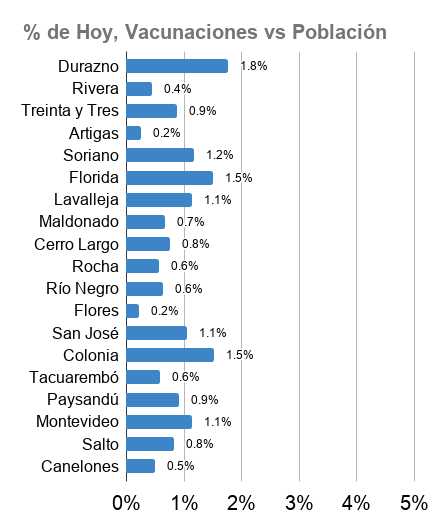 % de Hoy, Vacunaciones vs Población
Durazno 1.8%
Rivera 0.4%
Treinta y Tres 0.9%
Artigas 0.2%
Soriano 1.2%
Florida 1.5%
Lavalleja 1.1%
Maldonado 0.7%
Cerro Largo 0.8%
Rocha 0.6%
Río Negro 0.6%
Flores 0.2%
San José 1.1%
Colonia 1.5%
Tacuarembó 0.6%
Paysandú 0.9%
Montevideo 1.1%
Salto 0.8%
Canelones 0.5%
0% 1% 2% 3% 4% 5%